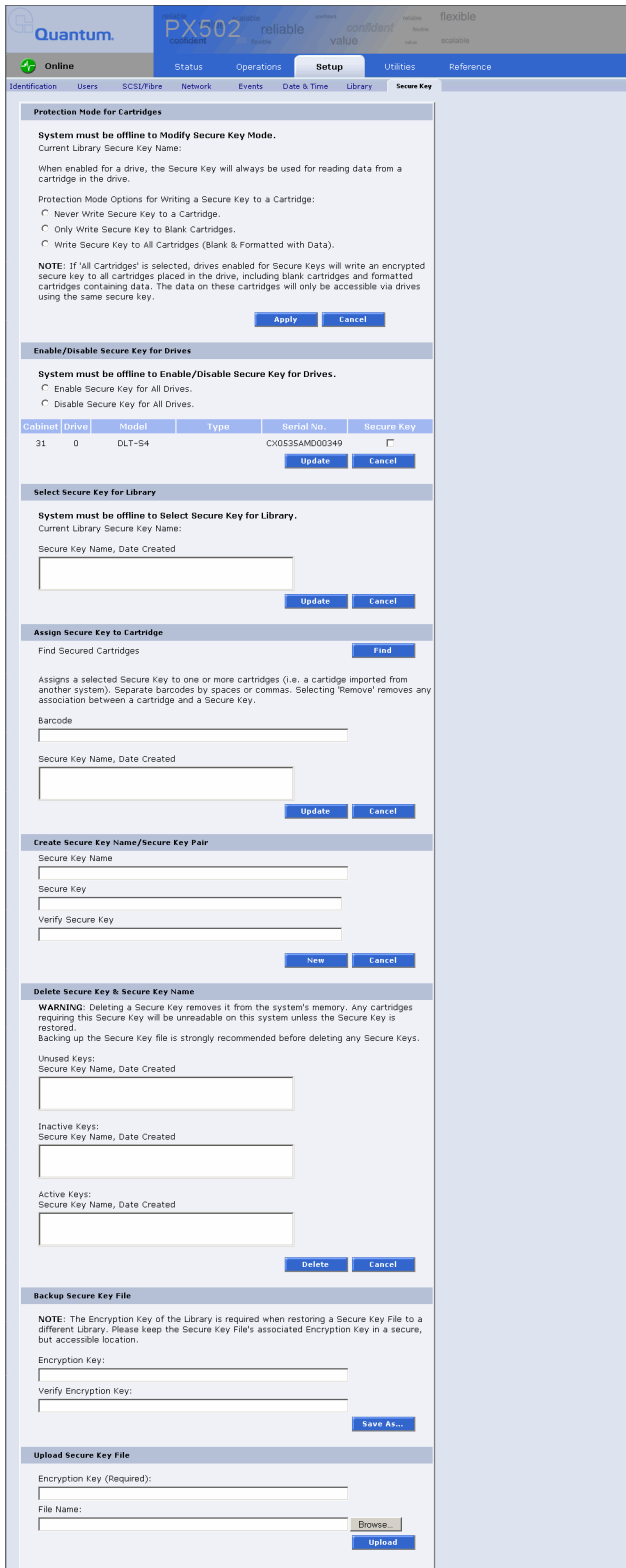 Quantum.
PX502
reliable
scalable
content
confident
reliable
flexible
confident
flexible
reliable
value
value
scalable
Online
Status Operations Setup Utilities Reference
Identification Users SCSI/Fibre Network Events Date & Time Library Secure Key
Protection Mode for Cartridges
System must be offline to Modify Secure Key Mode.
Current Library Secure Key Name:
When enabled for a drive, the Secure Key will always be used for reading data from a
cartridge in the drive.
Protection Mode Options for Writing a Secure Key to a Cartridge:
Never Write Secure Key to a Cartridge.
Only Write Secure Key to Blank Cartridges.
Write Secure Key to All Cartridges (Blank & Formatted with Data).
NOTE: If 'All Cartridges' is selected, drives enabled for Secure Keys will write an encrypted
secure key to all cartridges placed in the drive, including blank cartridges and formatted
cartridges containing data. The data on these cartridges will only be accessible via drives
using the same secure key.
Apply Cancel
Enable/Disable Secure Key for Drives
System must be offline to Enable/Disable Secure Key for Drives.
Enable Secure Key for All Drives.
Disable Secure Key for All Drives.
Cabinet Drive Model Type Serial No. Secure Key
31 0 DLT-S4 CX0535AMD00349
Update Cancel
Select Secure Key for Library
System must be offline to Select Secure Key for Library.
Current Library Secure Key Name:
Secure Key Name, Date Created
Update Cancel
Assign Secure Key to Cartridge
Find Secured Cartridges Find
Assigns a selected Secure Key to one or more cartridges (i.e. a cartidge imported from
another system). Separate barcodes by spaces or commas. Selecting 'Remove' removes any
association between a cartridge and a Secure Key.
Barcode
Secure Key Name, Date Created
Update Cancel
Create Secure Key Name/Secure Key Pair
Secure Key Name
Secure Key
Verify Secure Key
New Cancel
Delete Secure Key & Secure Key Name
WARNING: Deleting a Secure Key removes it from the system's memory. Any cartridges
requiring this Secure Key will be unreadable on this system unless the Secure Key is
restored.
Backing up the Secure Key file is strongly recommended before deleting any Secure Keys.
Unused Keys:
Secure Key Name, Date Created
Inactive Keys:
Secure Key Name, Date Created
Active Keys:
Secure Key Name, Date Created
Delete Cancel
Backup Secure Key File
NOTE: The Encryption Key of the Library is required when restoring a Secure Key File to a
different Library. Please keep the Secure Key File's associated Encryption Key in a secure,
but accessible location.
Encryption Key:
Verify Encryption Key:
Save As...
Upload Secure Key File
Encryption Key (Required):
File Name:
Browse...
Upload